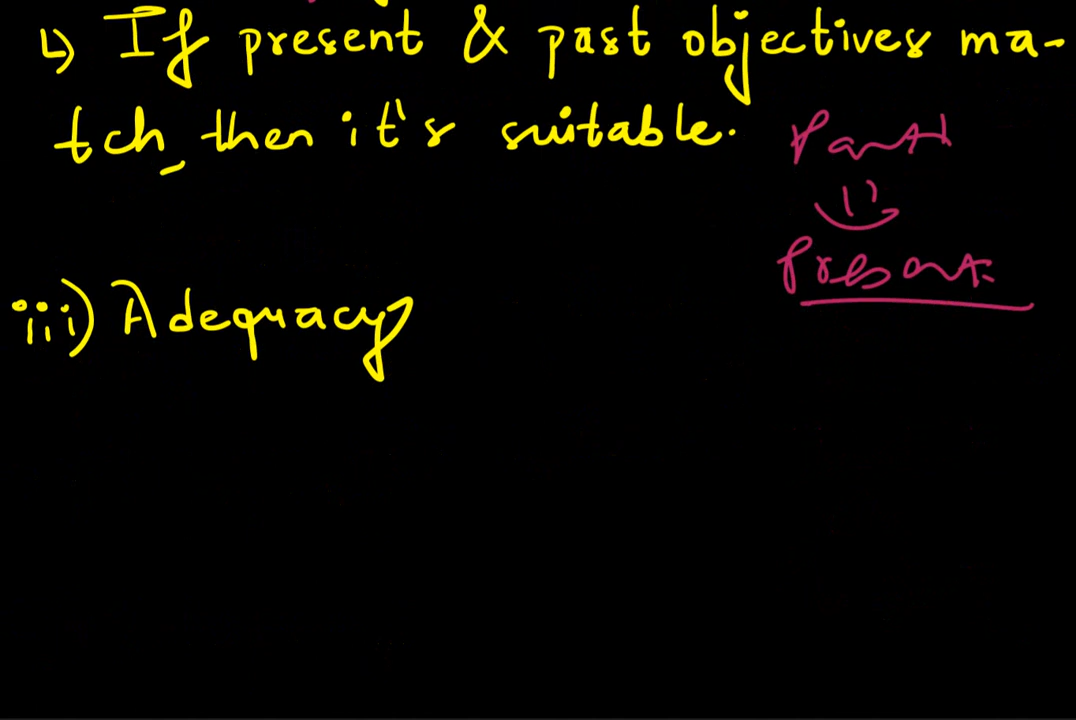 ↳ If present & past objectives ma-
tch, then it's suitable.
Past
Present
iii) Adequacy